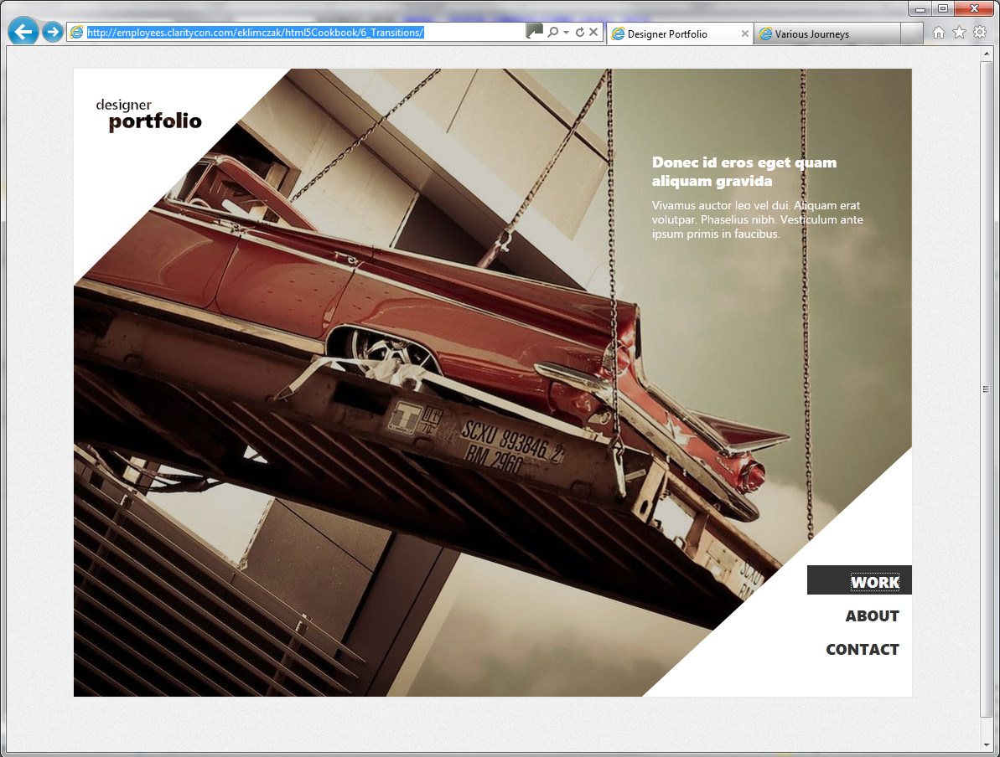 http://employees.claritycon.com/eklimczak/html5Cookbook/6_Transitions/
Designer Portfolio
Various Journeys
designer
portfolio
Donec id eros eget quam
aliquam gravida
Vivamus auctor leo vel dui. Aliquam erat
volutpar. Phaselius nibh. Vesticulum ante
ipsum primis in faucibus.
T
SCXU 893846 2
BM 2960
WORK
ABOUT
CONTACT